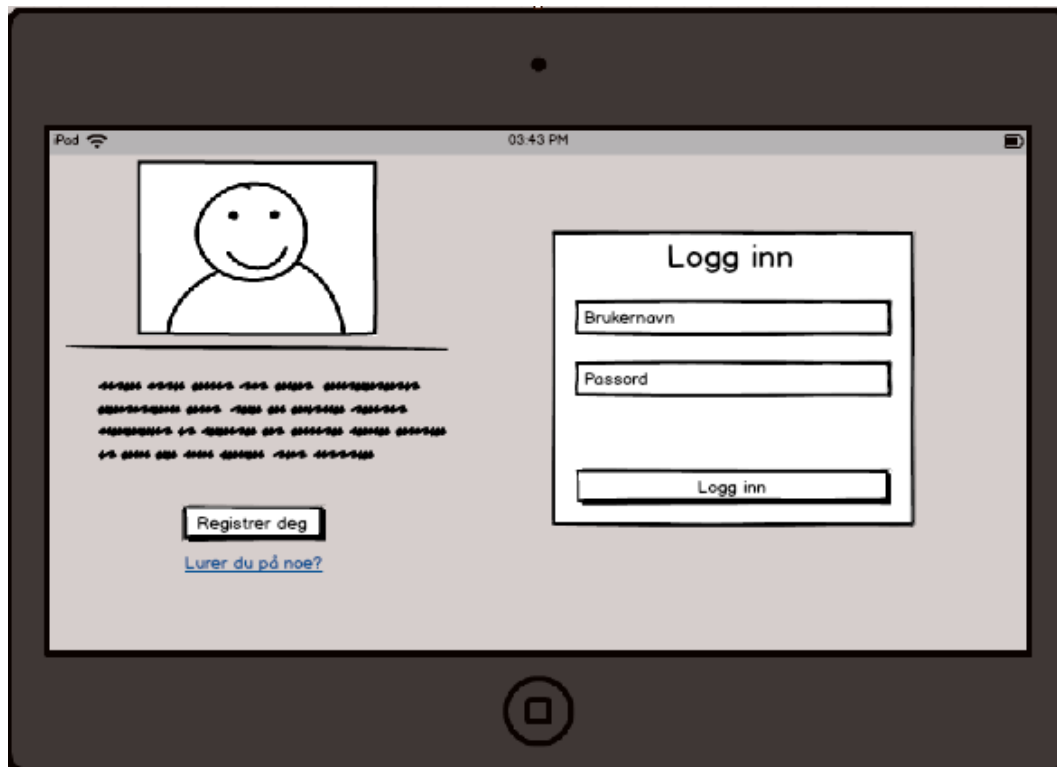 iPad
03:43 PM
Logg inn
Brukernavn
Passord
Logg inn
Registrer deg
Lurer du på noe?